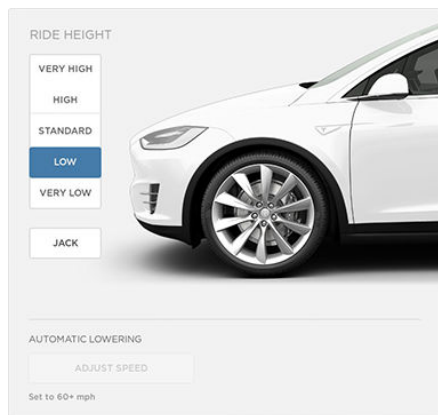 RIDE HEIGHT
VERY HIGH
HIGH
STANDARD
LOW
VERY LOW
JACK
AUTOMATIC LOWERING
ADJUST SPEED
Set to 60+ mph